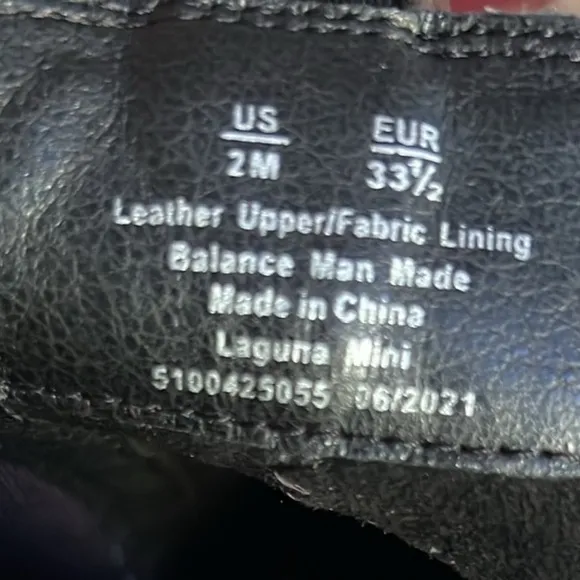 US EUR
2M 33½
Leather Upper/Fabric Lining
Balance Man Made
Made in China
Laguna Mini
5100425055 06/2021